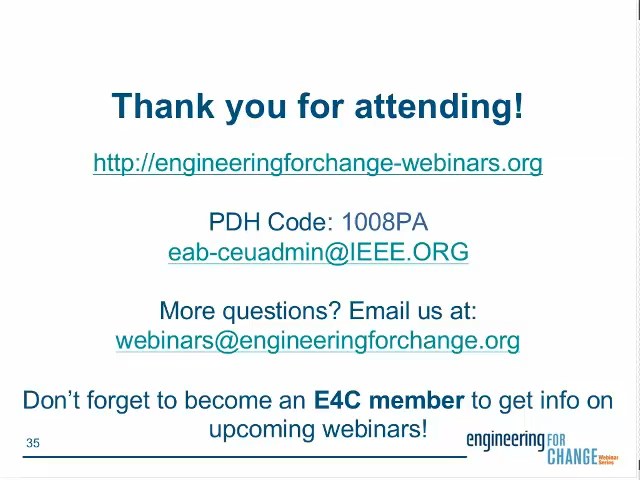 Thank you for attending!
http://engineeringforchange-webinars.org
PDH Code: 1008PA
eab-ceuadmin@IEEE.ORG
More questions? Email us at:
webinars@engineeringforchange.org
Don’t forget to become an E4C member to get info on
upcoming webinars!
35
engineering FOR
CHANGE Webinar
Series